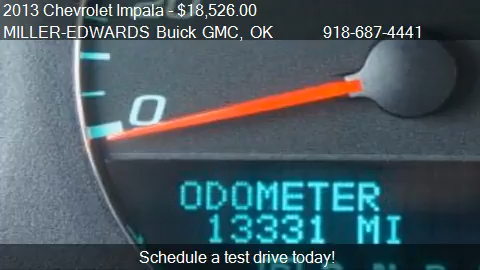 2013 Chevrolet Impala - $18,526.00
MILLER-EDWARDS Buick GMC, OK 918-687-4441
0
ODOMETER
13331 MI
Schedule a test drive today!